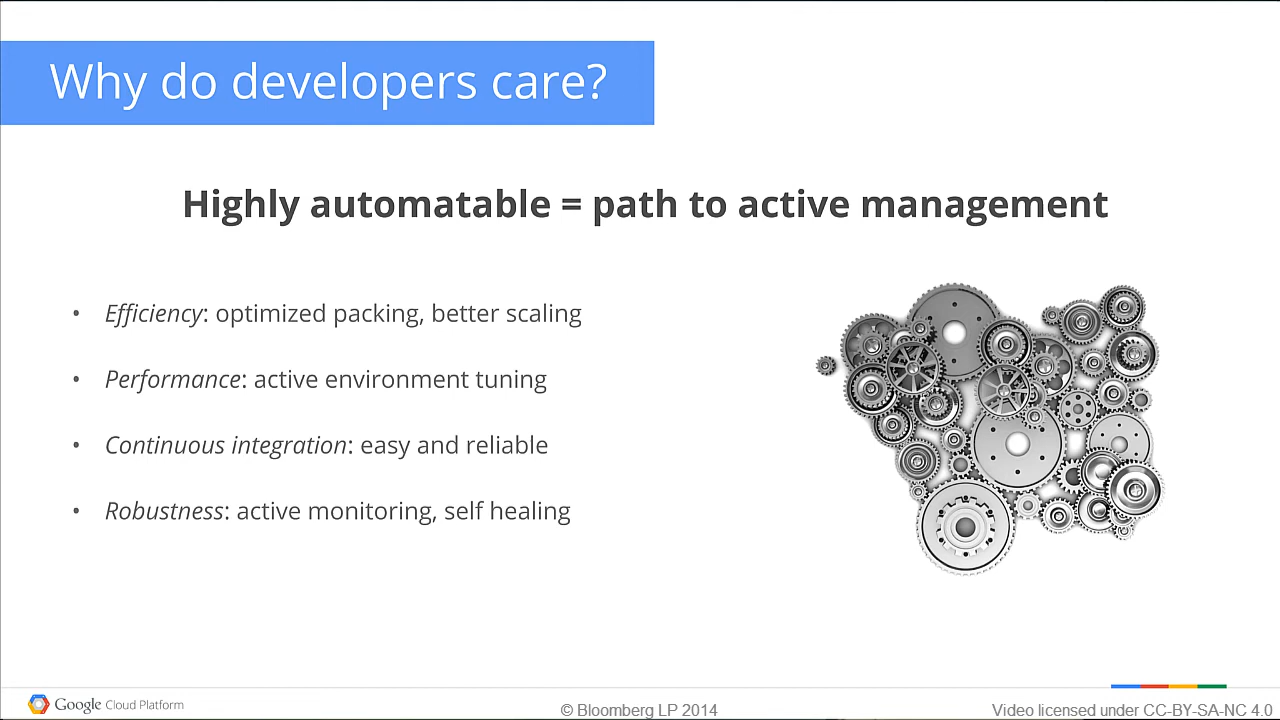 Why do developers care?
Highly automatable = path to active management
• Efficiency: optimized packing, better scaling
• Performance: active environment tuning
• Continuous integration: easy and reliable
• Robustness: active monitoring, self healing
Google Cloud Platform
© Bloomberg LP 2014
Video licensed under CC-BY-SA-NC 4.0